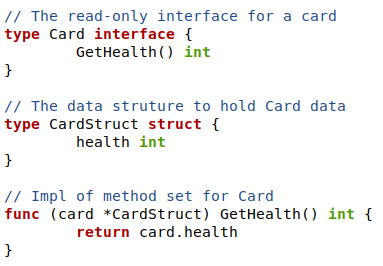 // The read-only interface for a card
type Card interface {
        GetHealth() int
}

// The data struture to hold Card data
type CardStruct struct {
        health int
}

// Impl of method set for Card
func (card *CardStruct) GetHealth() int {
        return card.health
}